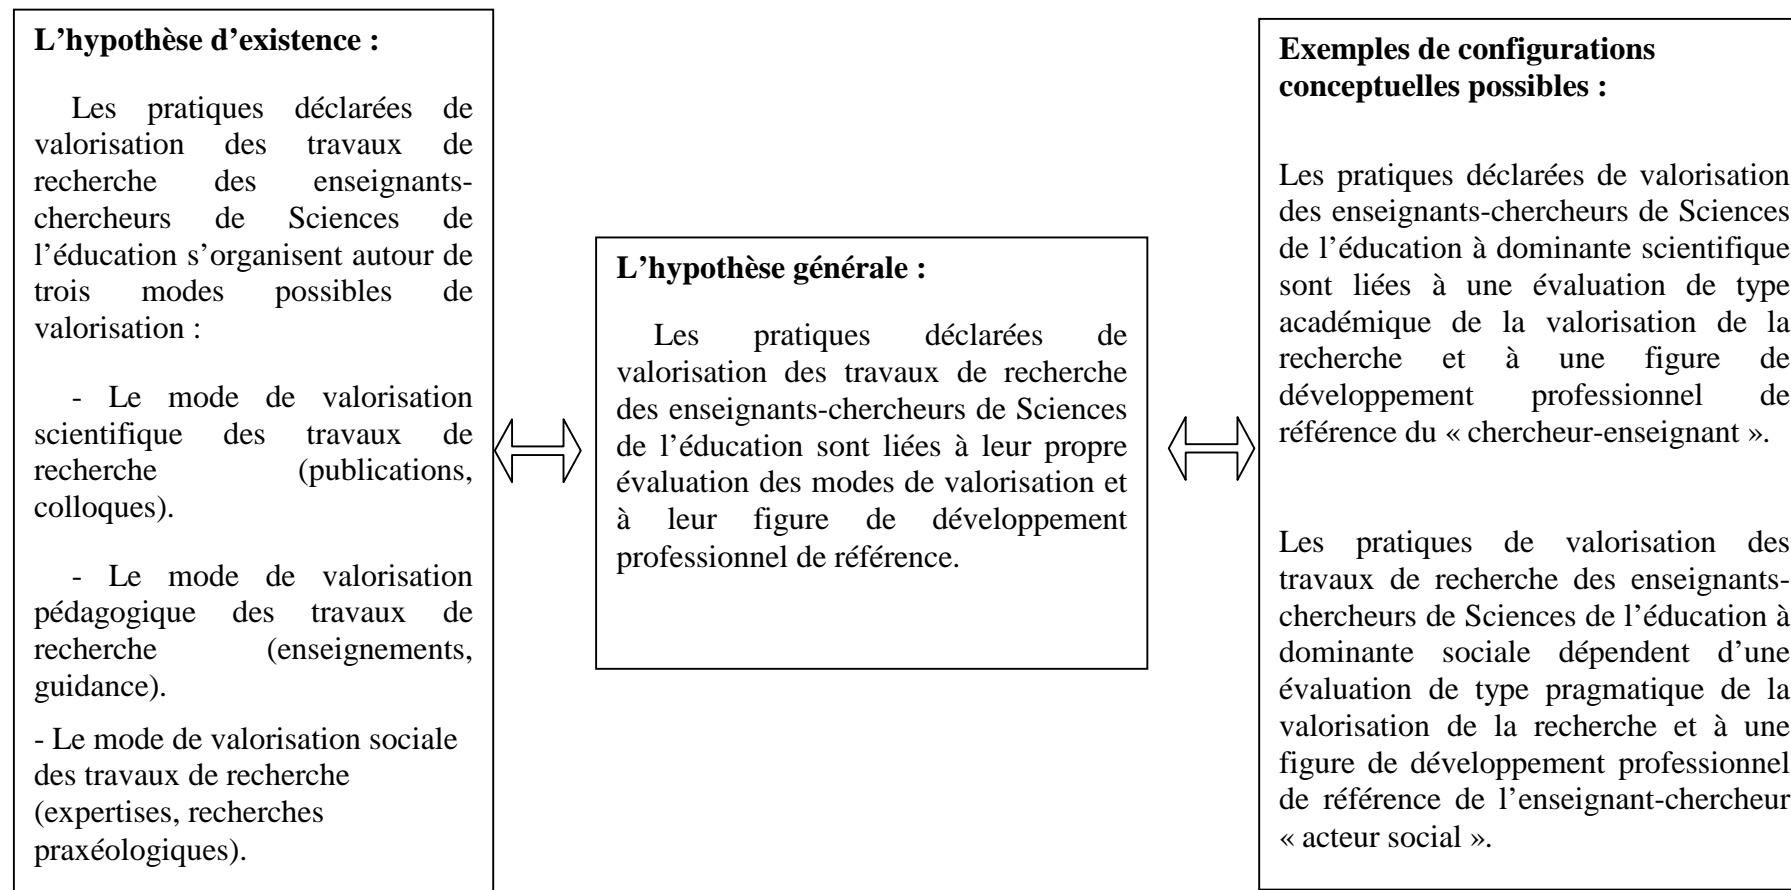 L’hypothèse d’existence :
Les pratiques déclarées de
valorisation des travaux de
recherche des enseignants-
chercheurs de Sciences de
l’éducation s’organisent autour de
trois modes possibles de
valorisation :
- Le mode de valorisation
scientifique des travaux de
recherche (publications,
colloques).
- Le mode de valorisation
pédagogique des travaux de
recherche (enseignements,
guidance).
- Le mode de valorisation sociale
des travaux de recherche
(expertises, recherches
praxéologiques).
L’hypothèse générale :
Les pratiques déclarées de
valorisation des travaux de recherche
des enseignants-chercheurs de Sciences
de l’éducation sont liées à leur propre
évaluation des modes de valorisation et
à leur figure de développement
professionnel de référence.
Exemples de configurations
conceptuelles possibles :
Les pratiques déclarées de valorisation
des enseignants-chercheurs de Sciences
de l’éducation à dominante scientifique
sont liées à une évaluation de type
académique de la valorisation de la
recherche et à une figure de
développement professionnel de
référence du « chercheur-enseignant ».
Les pratiques de valorisation des
travaux de recherche des enseignants-
chercheurs de Sciences de l’éducation à
dominante sociale dépendent d’une
évaluation de type pragmatique de la
valorisation de la recherche et à une
figure de développement professionnel
de référence de l’enseignant-chercheur
« acteur social ».